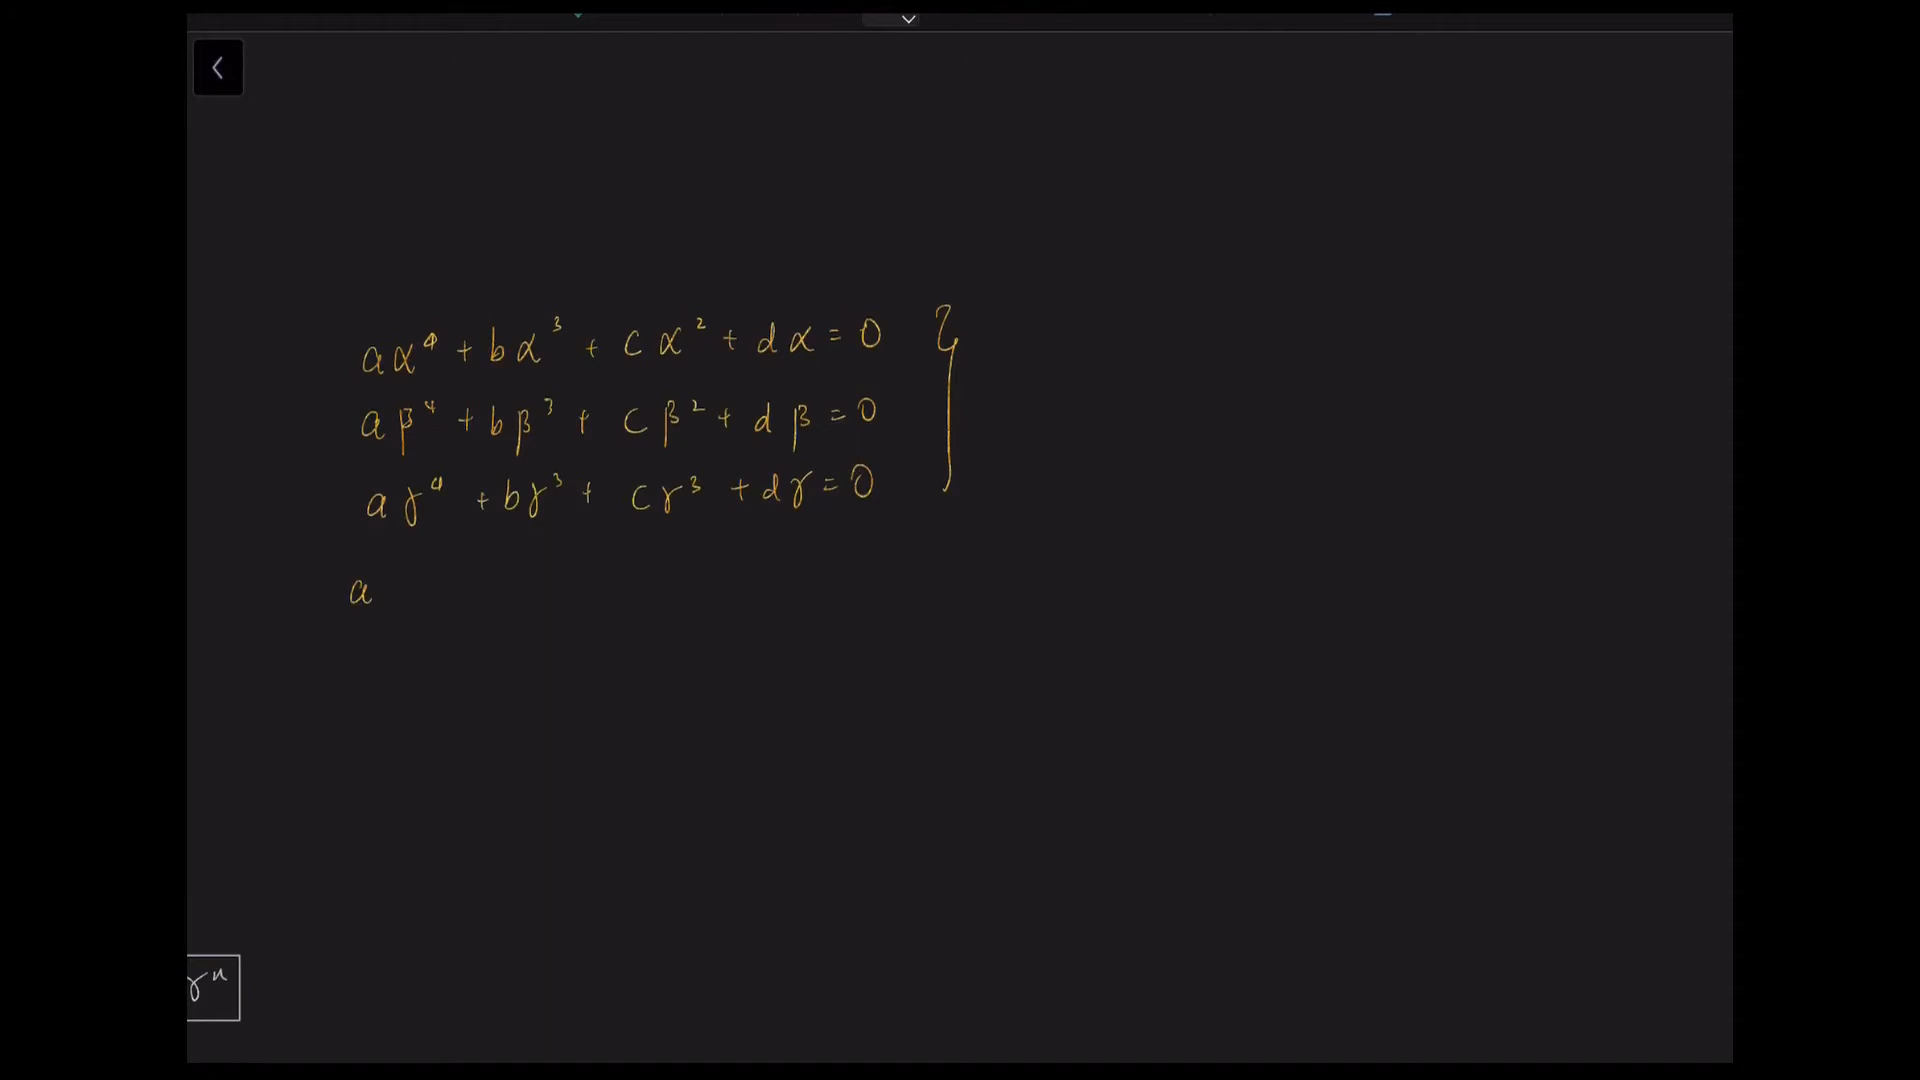 aα⁴ + bα³ + cα² + dα = 0
aβ⁴ + bβ³ + cβ² + dβ = 0
aγ⁴ + bγ³ + cγ³ + dγ = 0
a
γⁿ